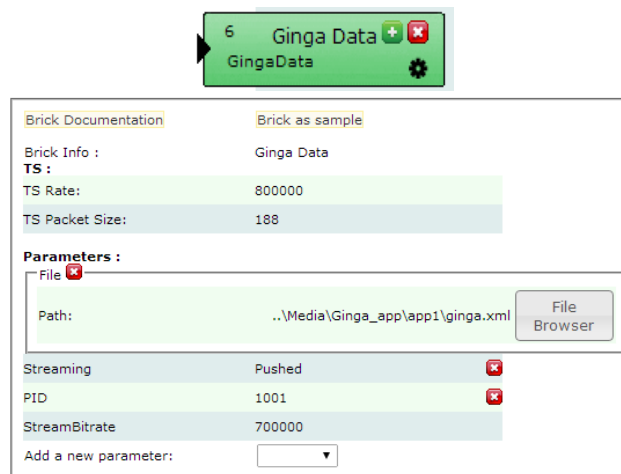 6 Ginga Data
GingaData
Brick Documentation Brick as sample
Brick Info : Ginga Data
TS :
TS Rate: 800000
TS Packet Size: 188
Parameters :
File
Path: ..\Media\Ginga_app\app1\ginga.xml File Browser
Streaming Pushed
PID 1001
StreamBitrate 700000
Add a new parameter: